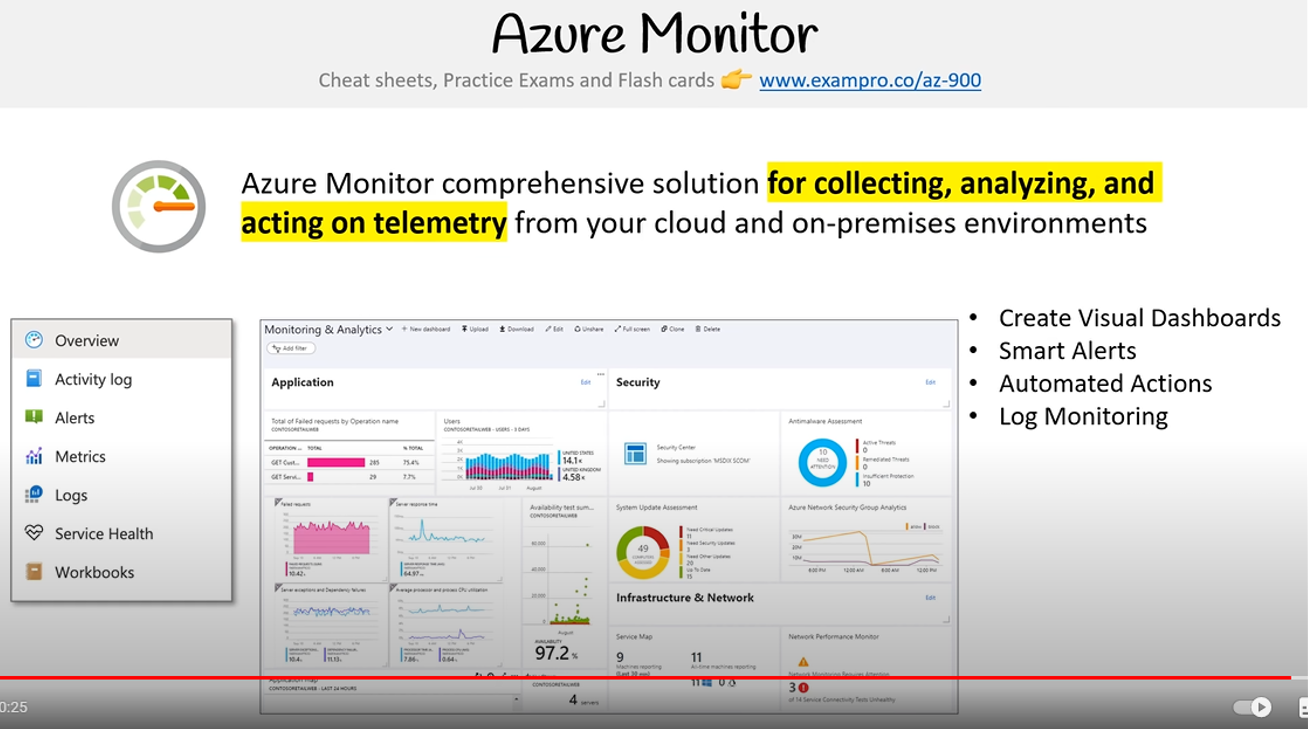 Azure Monitor
Cheat sheets, Practice Exams and Flash cards 👉 www.exampro.co/az-900
Azure Monitor comprehensive solution for collecting, analyzing, and
acting on telemetry from your cloud and on-premises environments
Overview
Activity log
Alerts
Metrics
Logs
Service Health
Workbooks
Monitoring & Analytics
New dashboard
Upload
Download
Edit
Unshare
Full screen
Clone
Delete
Add filter
Application
Edit
Total of Failed requests by Operation name
CONTOSORETAILWEB
OPERATION ... TOTAL % TOTAL
GET Cust... 285 75.4%
GET Servi... 29 7.7%
Users
CONTOSORETAILWEB - USERS - 3 DAYS
UNITED STATES
14.1K
UNITED KINGDOM
4.58K
Jul 30 Jul 31 August
Failed requests
10.42
Server response time
64.97
Server exceptions and Dependency failures
10.4 11.13
Average processor and process CPU utilization
7.86 0.64
Availability test sum...
CONTOSORETAILWEB
60,000
40,000
20,000
0
August
AVAILABILITY
97.2 %
CONTOSORETAILWEB - LAST 24 HOURS
CONTOSORETAILWEB
4 servers
Security
Edit
Security Center
Showing subscription 'MSDIX SCOM'
Antimalware Assessment
10
NEED
ATTENTION
Active Threats
0
Remediated Threats
0
Insufficient Protection
10
System Update Assessment
49
COMPUTERS
ASSESSED
Need Critical Updates
11
Need Security Updates
3
Need Other Updates
20
Up To Date
15
Azure Network Security Group Analytics
30M
20M
10M
6:00 PM 12:00 AM 6:00 AM 12:00 PM
Infrastructure & Network
Edit
Service Map
9
Machines reporting
(Last 30 min)
11
All-time machines reporting
11 0
Network Performance Monitor
Network Monitoring Requires Attention
3
of 14 Service Connectivity Tests Unhealthy
• Create Visual Dashboards
• Smart Alerts
• Automated Actions
• Log Monitoring
0:25